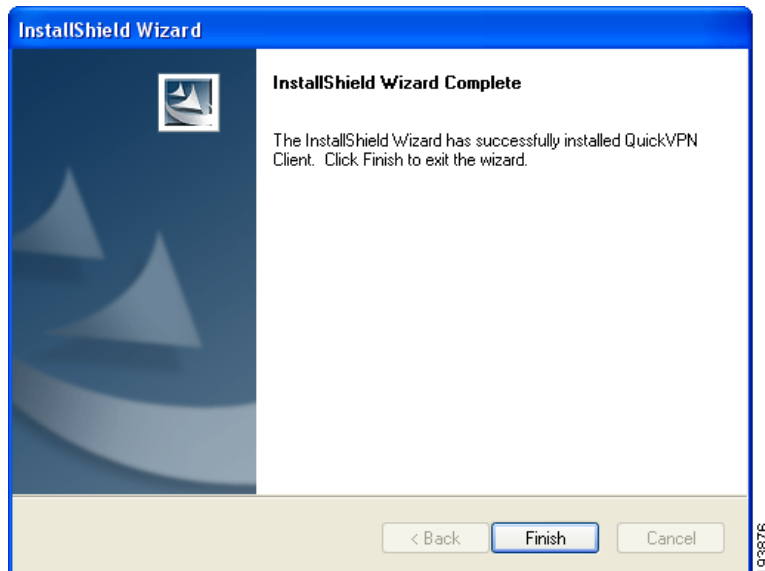 InstallShield Wizard
InstallShield Wizard Complete
The InstallShield Wizard has successfully installed QuickVPN
Client. Click Finish to exit the wizard.
< Back
Finish
Cancel